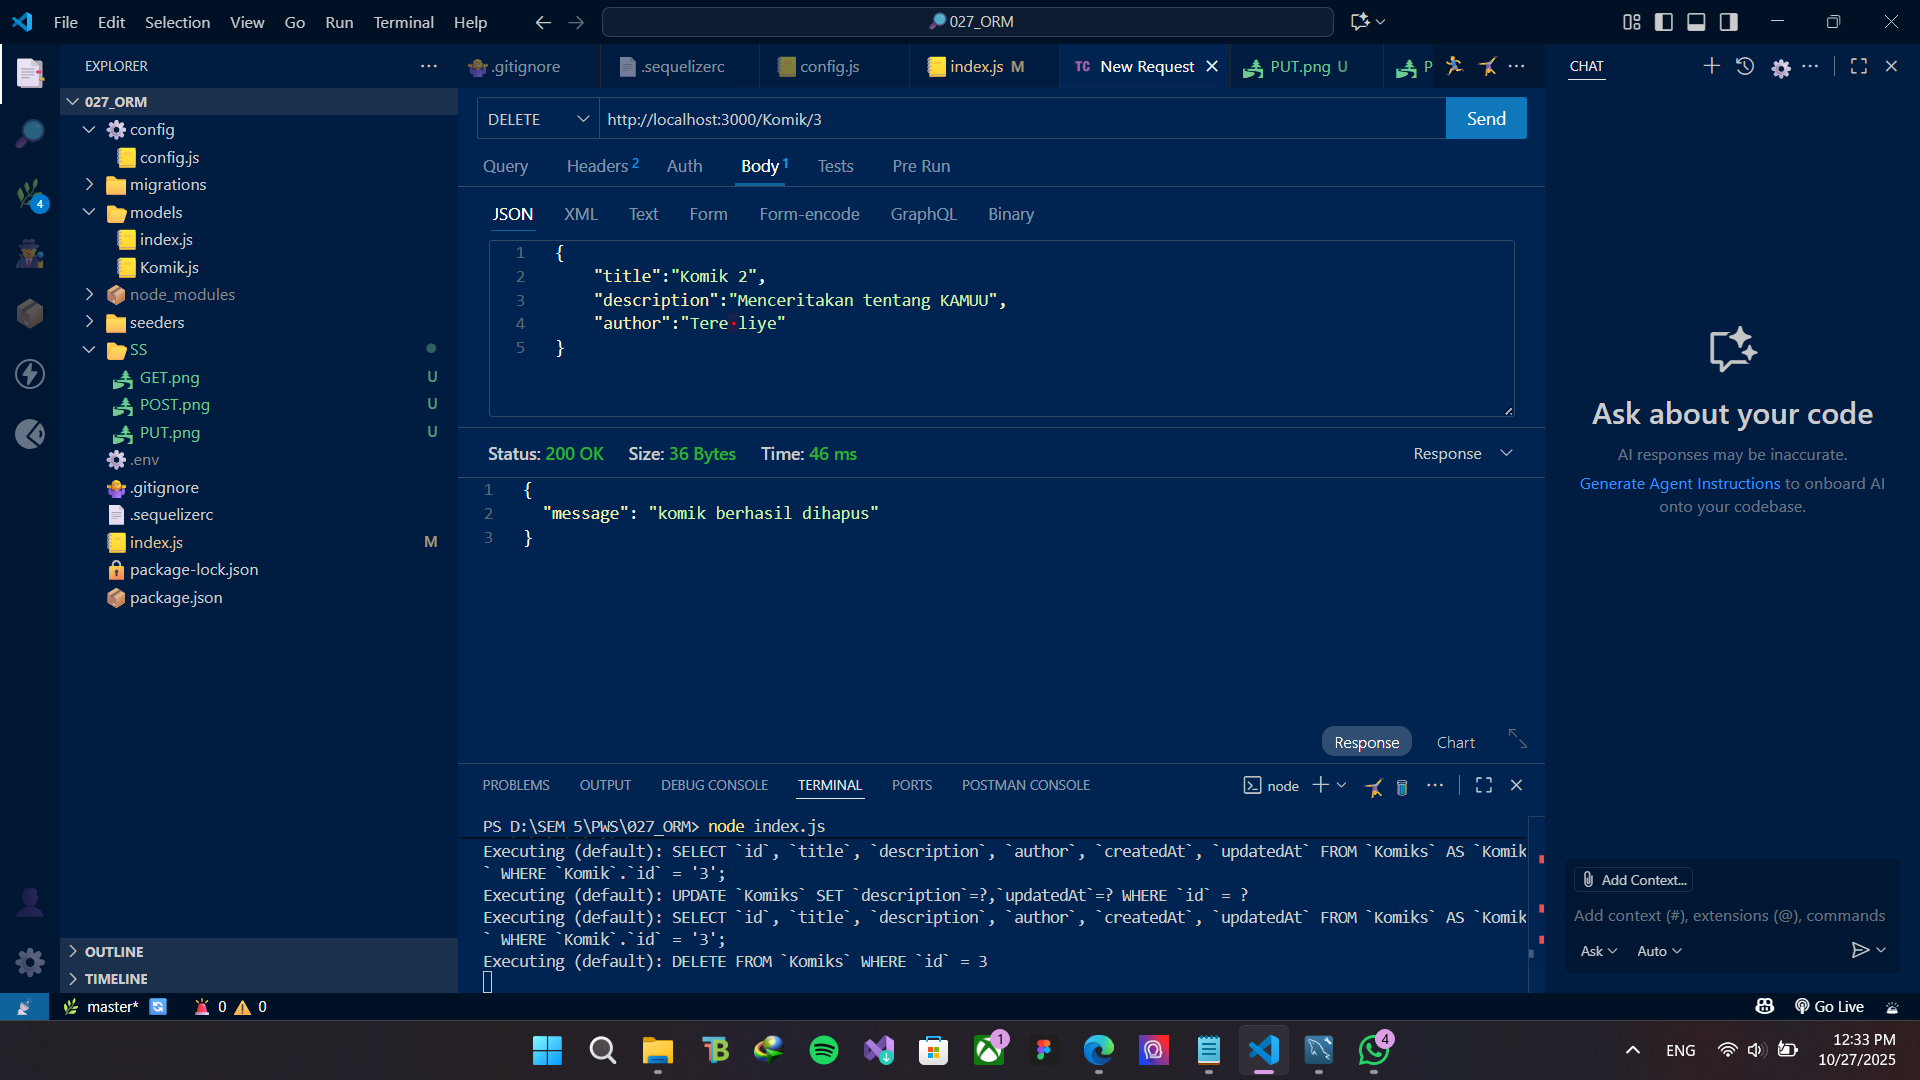 File Edit Selection View Go Run Terminal Help
027_ORM
EXPLORER
027_ORM
config
config.js
migrations
models
index.js
Komik.js
node_modules
seeders
SS
GET.png U
POST.png U
PUT.png U
.env
.gitignore
.sequelizerc
index.js M
package-lock.json
package.json
OUTLINE
TIMELINE
4
.gitignore .sequelizerc config.js index.js M TC New Request PUT.png U P
DELETE http://localhost:3000/Komik/3 Send
Query Headers 2 Auth Body 1 Tests Pre Run
JSON XML Text Form Form-encode GraphQL Binary
1 {
2 "title":"Komik 2",
3 "description":"Menceritakan tentang KAMUU",
4 "author":"Tere liye"
5 }
Status: 200 OK Size: 36 Bytes Time: 46 ms Response
1 {
2 "message": "komik berhasil dihapus"
3 }
Response Chart
PROBLEMS OUTPUT DEBUG CONSOLE TERMINAL PORTS POSTMAN CONSOLE node
PS D:\SEM 5\PWS\027_ORM> node index.js
Executing (default): SELECT `id`, `title`, `description`, `author`, `createdAt`, `updatedAt` FROM `Komiks` AS `Komik
` WHERE `Komik`.`id` = '3';
Executing (default): UPDATE `Komiks` SET `description`=?,`updatedAt`=? WHERE `id` = ?
Executing (default): SELECT `id`, `title`, `description`, `author`, `createdAt`, `updatedAt` FROM `Komiks` AS `Komik
` WHERE `Komik`.`id` = '3';
Executing (default): DELETE FROM `Komiks` WHERE `id` = 3
CHAT
Ask about your code
AI responses may be inaccurate.
Generate Agent Instructions to onboard AI
onto your codebase.
Add Context...
Add context (#), extensions (@), commands
Ask Auto
master* 0 0 Go Live
TB 1 4
ENG 12:33 PM
10/27/2025